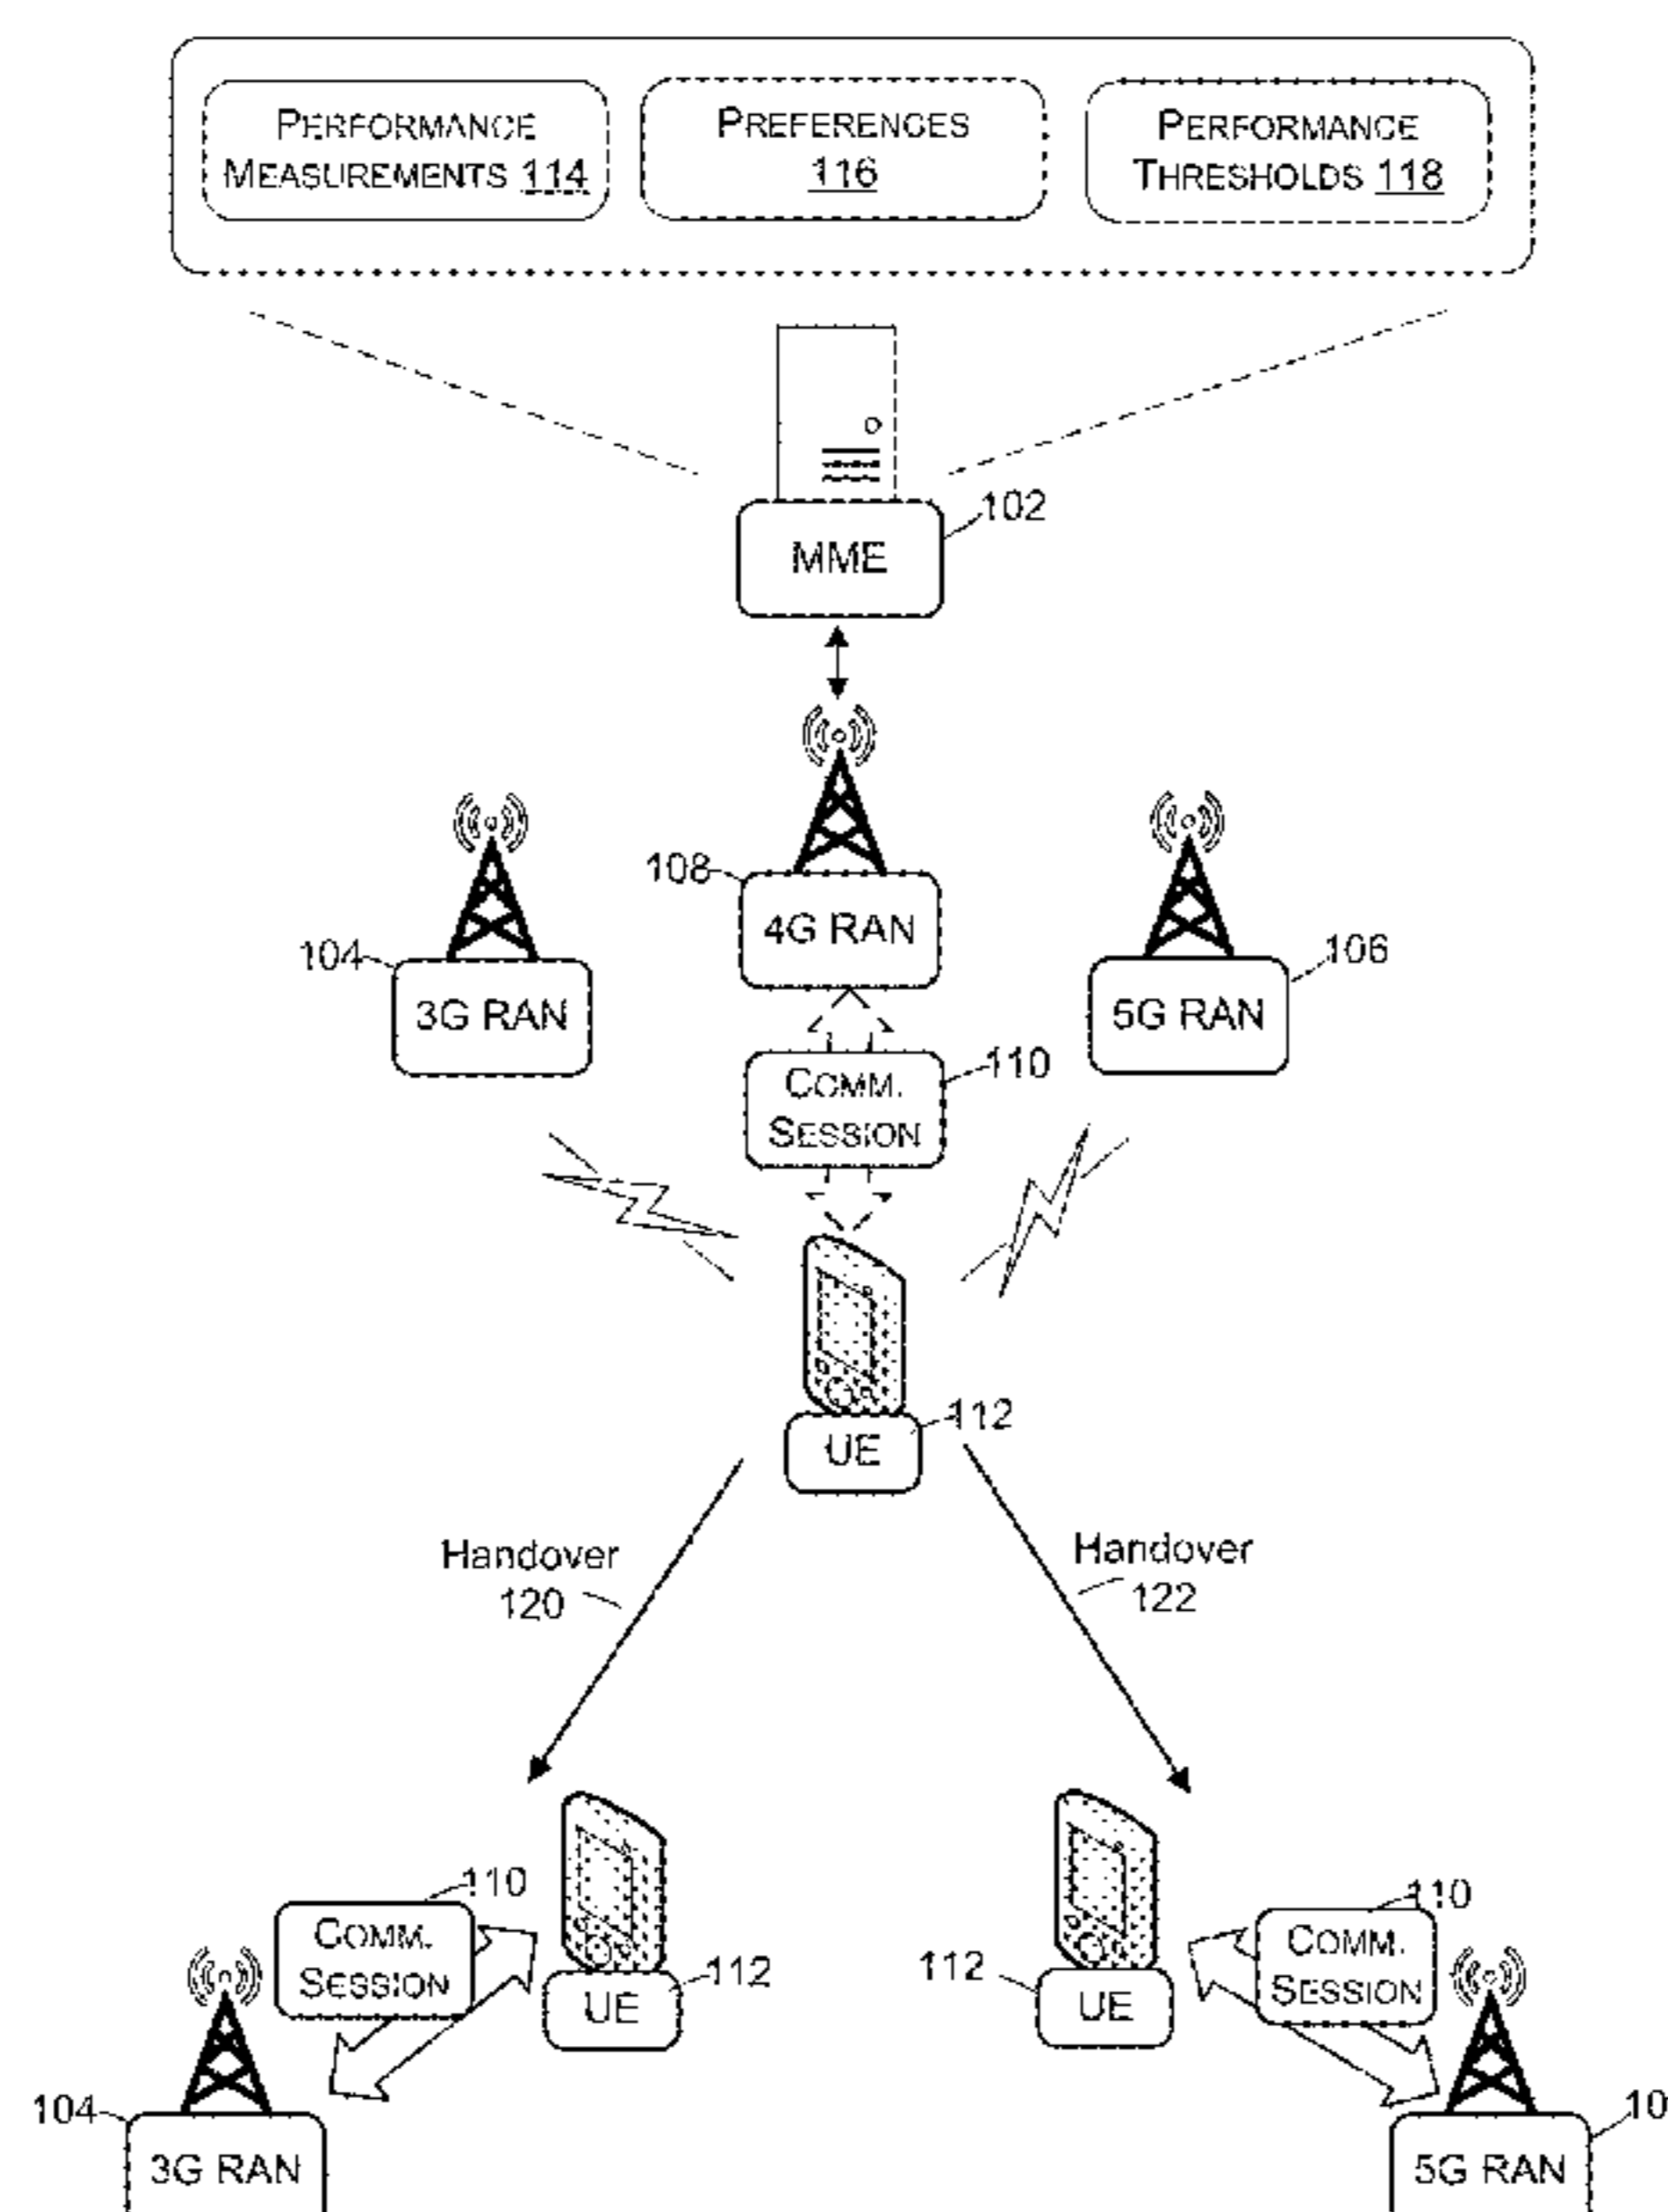 PERFORMANCE
MEASUREMENTS 114
PREFERENCES
116
PERFORMANCE
THRESHOLDS 118
102
MME
108
4G RAN
104
3G RAN
106
5G RAN
110
COMM.
SESSION
112
UE
Handover
120
Handover
122
110
COMM.
SESSION
112
UE
104
3G RAN
112
UE
110
COMM.
SESSION
10
5G RAN